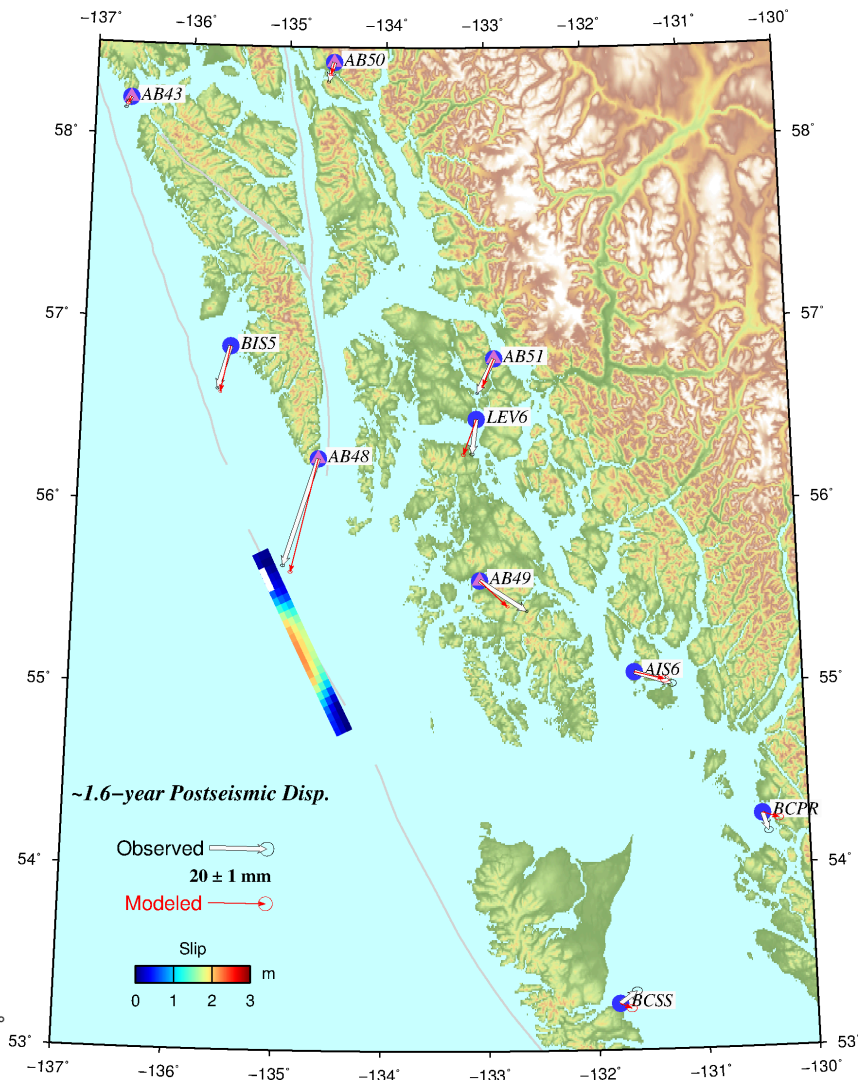 −137° −136° −135° −134° −133° −132° −131° −130°
AB50
AB43
58° 58°
57° 57°
BIS5
AB51
LEV6
AB48
56° 56°
AB49
AIS6
55° 55°
~1.6−year Postseismic Disp.
BCPR
Observed
54° 54°
20 ± 1 mm
Modeled
Slip
m
0 1 2 3
BCSS
53° 53°
−137° −136° −135° −134° −133° −132° −131° −130°